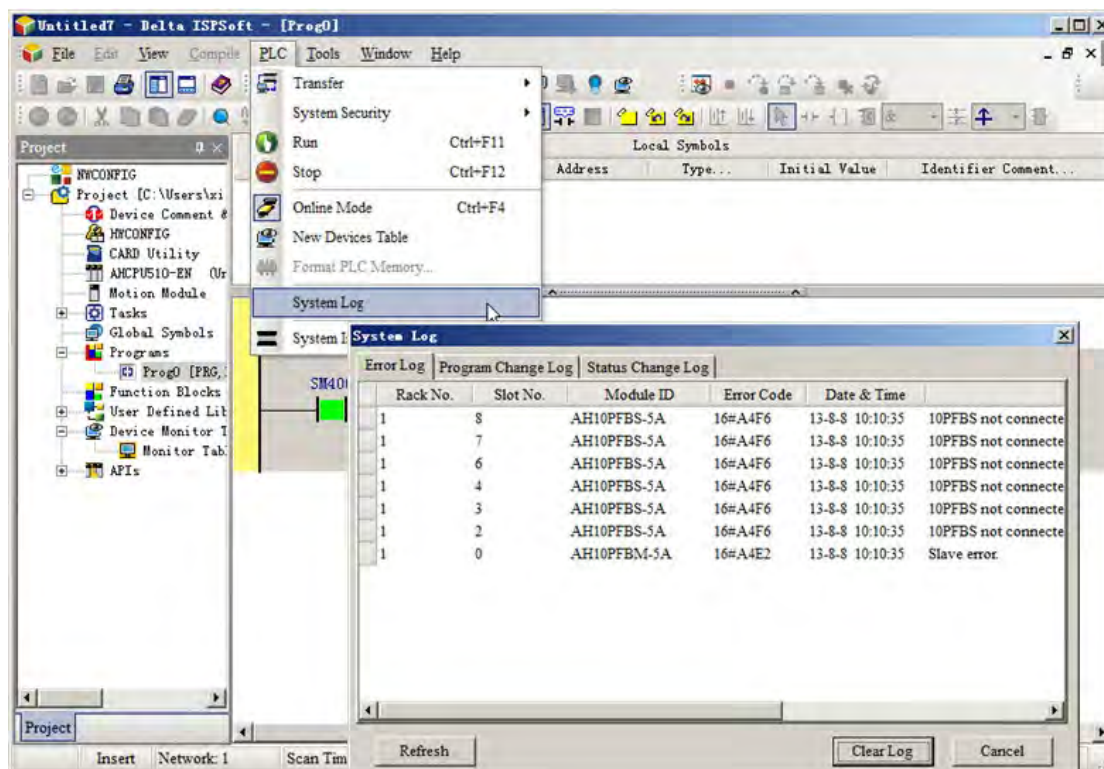 Untitled7 - Delta ISPSoft - [Prog0]
File Edit View Compile PLC Tools Window Help
Transfer
System Security
Run Ctrl+F11
Stop Ctrl+F12
Online Mode Ctrl+F4
New Devices Table
Format PLC Memory...
System Log
System
Project
NWCONFIG
Project [C:\Users\xi
Device Comment &
HWCONFIG
CARD Utility
AHCPU510-EN (Ur
Motion Module
Tasks
Global Symbols
Programs
Prog0 [PRG,
Function Blocks
User Defined Lib
Device Monitor T
Monitor Tab
APIs
Project
Local Symbols
Address Type... Initial Value Identifier Comment...
SM40
System Log
Error Log Program Change Log Status Change Log
Rack No. Slot No. Module ID Error Code Date & Time
1 8 AH10PFBS-5A 16#A4F6 13-8-8 10:10:35 10PFBS not connecte
1 7 AH10PFBS-5A 16#A4F6 13-8-8 10:10:35 10PFBS not connecte
1 6 AH10PFBS-5A 16#A4F6 13-8-8 10:10:35 10PFBS not connecte
1 4 AH10PFBS-5A 16#A4F6 13-8-8 10:10:35 10PFBS not connecte
1 3 AH10PFBS-5A 16#A4F6 13-8-8 10:10:35 10PFBS not connecte
1 2 AH10PFBS-5A 16#A4F6 13-8-8 10:10:35 10PFBS not connecte
1 0 AH10PFBM-5A 16#A4E2 13-8-8 10:10:35 Slave error.
Refresh Clear Log Cancel
Insert Network: 1 Scan Tim